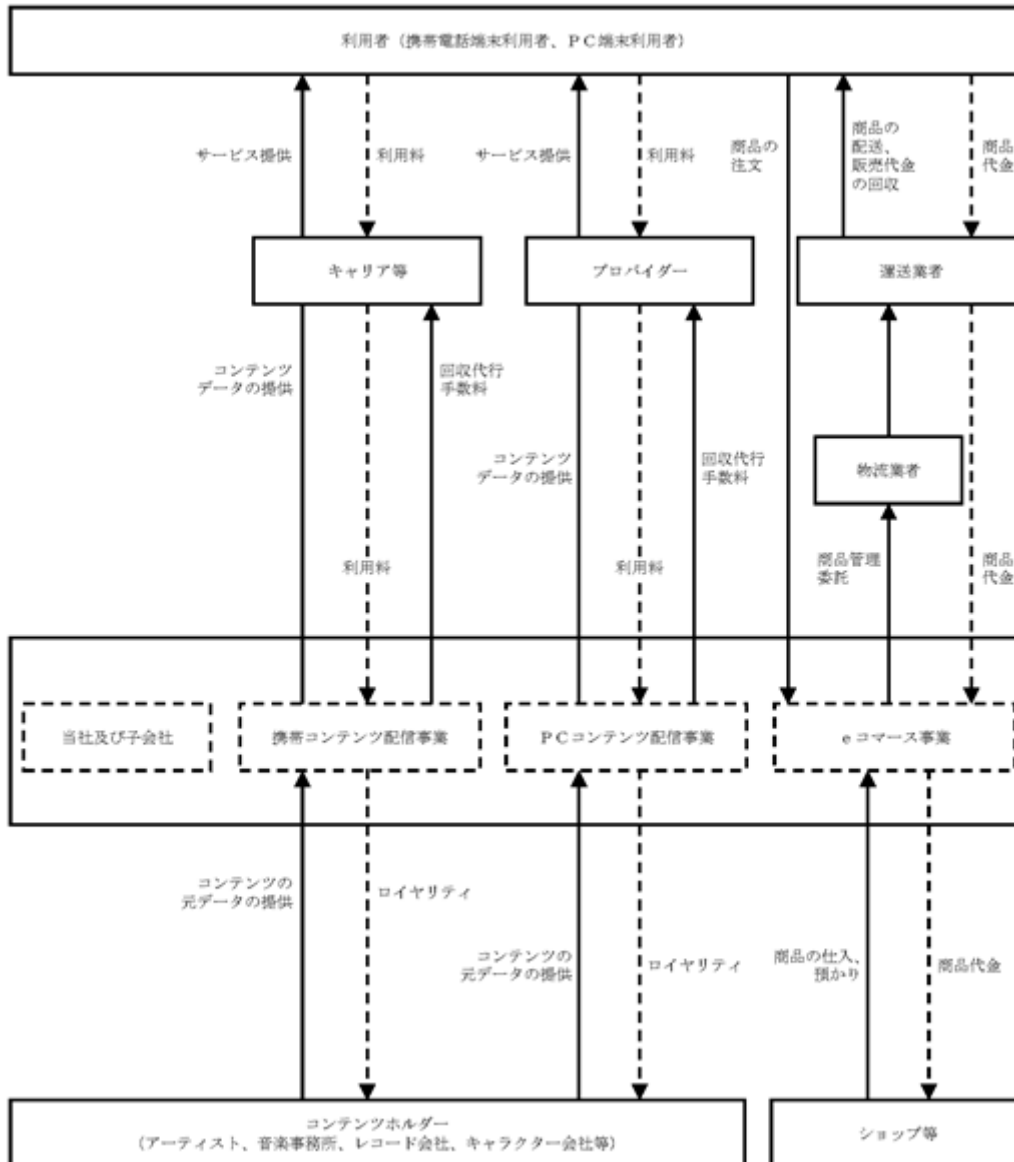 利用者（携帯電話端末利用者、ＰＣ端末利用者）
サービス提供
利用料
サービス提供
利用料
商品の
注文
商品の
配送、
販売代金
の回収
商品
代金
キャリア等
プロバイダー
運送業者
コンテンツ
データの提供
回収代行
手数料
コンテンツ
データの提供
回収代行
手数料
物流業者
利用料
利用料
商品管理
委託
商品
代金
当社及び子会社
携帯コンテンツ配信事業
ＰＣコンテンツ配信事業
ｅコマース事業
コンテンツの
元データの提供
ロイヤリティ
コンテンツの
元データの提供
ロイヤリティ
商品の仕入、
預かり
商品代金
コンテンツホルダー
（アーティスト、音楽事務所、レコード会社、キャラクター会社等）
ショップ等